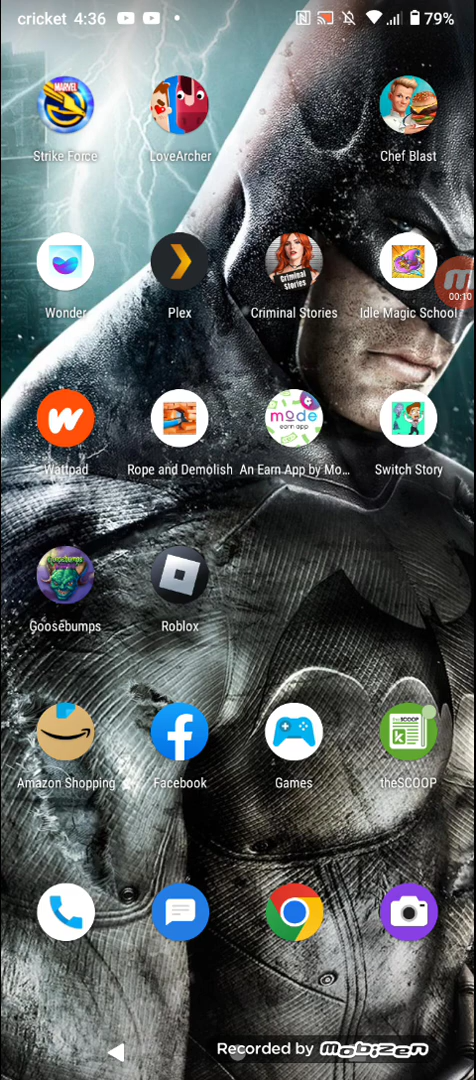 cricket 4:36 79%
MARVEL
Strike Force LoveArcher Chef Blast
00:10
Criminal Stories
Wonder Plex Criminal Stories Idle Magic School
mode
earn app
Wattpad Rope and Demolish An Earn App by Mo... Switch Story
Goosebumps
Goosebumps Roblox
theSCOOP
k
Amazon Shopping Facebook Games theSCOOP
Recorded by mobizen